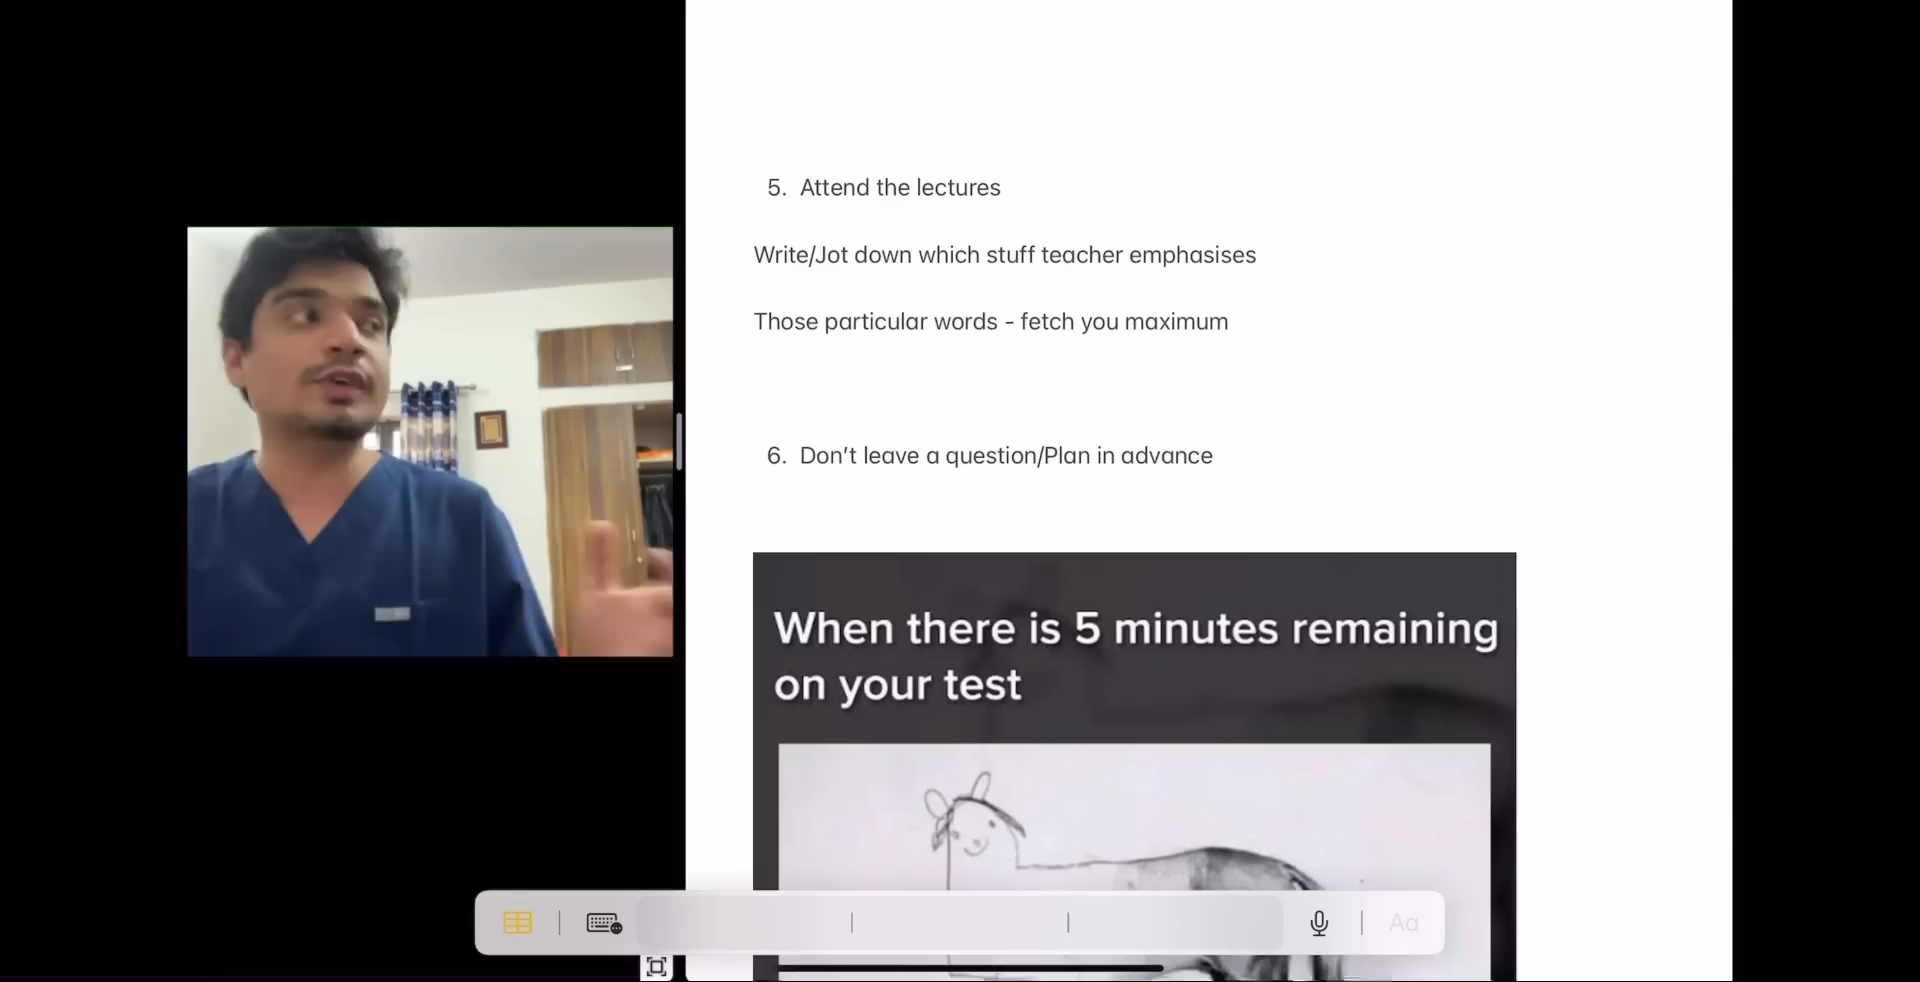 5. Attend the lectures
Write/Jot down which stuff teacher emphasises
Those particular words - fetch you maximum
6. Don't leave a question/Plan in advance
When there is 5 minutes remaining
on your test
Aa